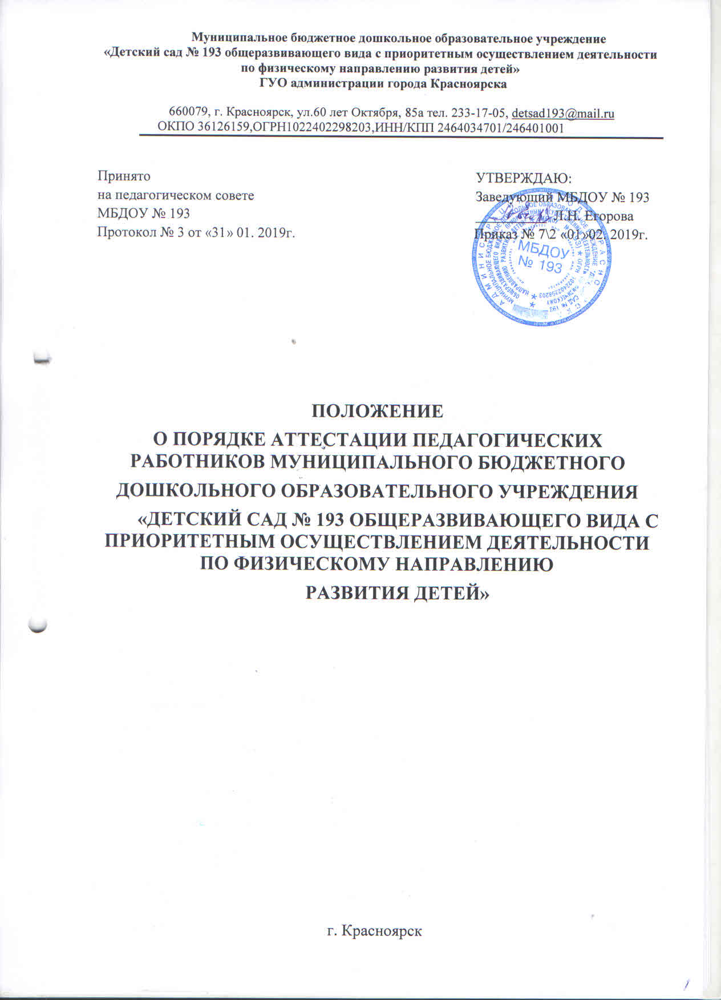 Муниципальное бюджетное дошкольное образовательное учреждение
«Детский сад № 193 общеразвивающего вида с приоритетным осуществлением деятельности
по физическому направлению развития детей»
ГУО администрации города Красноярска
660079, г. Красноярск, ул.60 лет Октября, 85а тел. 233-17-05, detsad193@mail.ru
ОКПО 36126159,ОГРН1022402298203,ИНН/КПП 2464034701/246401001
Принято
на педагогическом совете
МБДОУ № 193
Протокол № 3 от «31» 01. 2019г.
УТВЕРЖДАЮ:
Заведующий МБДОУ № 193
Л.Н. Егорова
Приказ № 7\2 «01»02. 2019г.
МБДОУ
№ 193
ПОЛОЖЕНИЕ
О ПОРЯДКЕ АТТЕСТАЦИИ ПЕДАГОГИЧЕСКИХ
РАБОТНИКОВ МУНИЦИПАЛЬНОГО БЮДЖЕТНОГО
ДОШКОЛЬНОГО ОБРАЗОВАТЕЛЬНОГО УЧРЕЖДЕНИЯ
«ДЕТСКИЙ САД № 193 ОБЩЕРАЗВИВАЮЩЕГО ВИДА С
ПРИОРИТЕТНЫМ ОСУЩЕСТВЛЕНИЕМ ДЕЯТЕЛЬНОСТИ
ПО ФИЗИЧЕСКОМУ НАПРАВЛЕНИЮ
РАЗВИТИЯ ДЕТЕЙ»
г. Красноярск
1